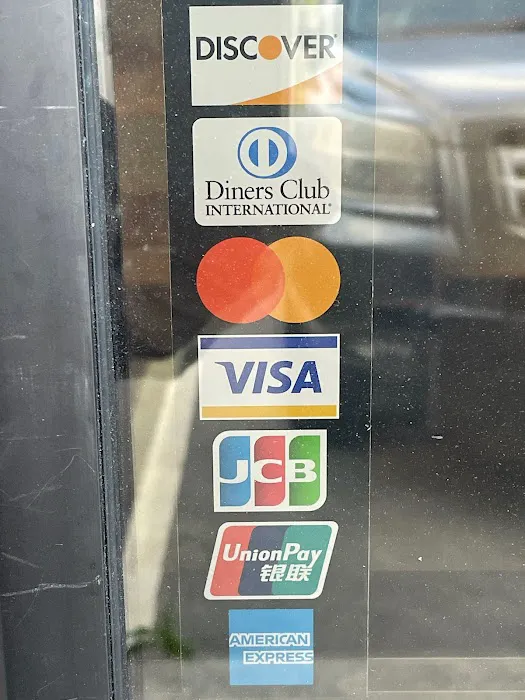 DISCOVER
Diners Club
INTERNATIONAL®
VISA
JCB
UnionPay
银联
AMERICAN
EXPRESS